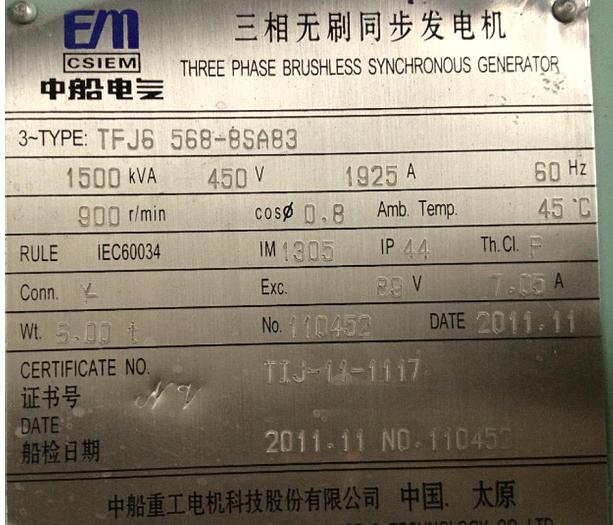 EM
CSIEM
中船电气
三相无刷同步发电机
THREE PHASE BRUSHLESS SYNCHRONOUS GENERATOR
3~TYPE: TFJ6 568-8SA83
1500 kVA 450 V 1925 A 60 Hz
900 r/min cosφ 0.8 Amb. Temp. 45 ℃
RULE IEC60034 IM 1305 IP 44 Th.Cl. F
Conn. Y Exc. 89 V 7.05 A
Wt. 5.00 t No. 110452 DATE 2011.11
CERTIFICATE NO. TIJ-11-1117
证书号
DATE
船检日期 2011.11 NO.110452
中船重工电机科技股份有限公司 中国. 太原